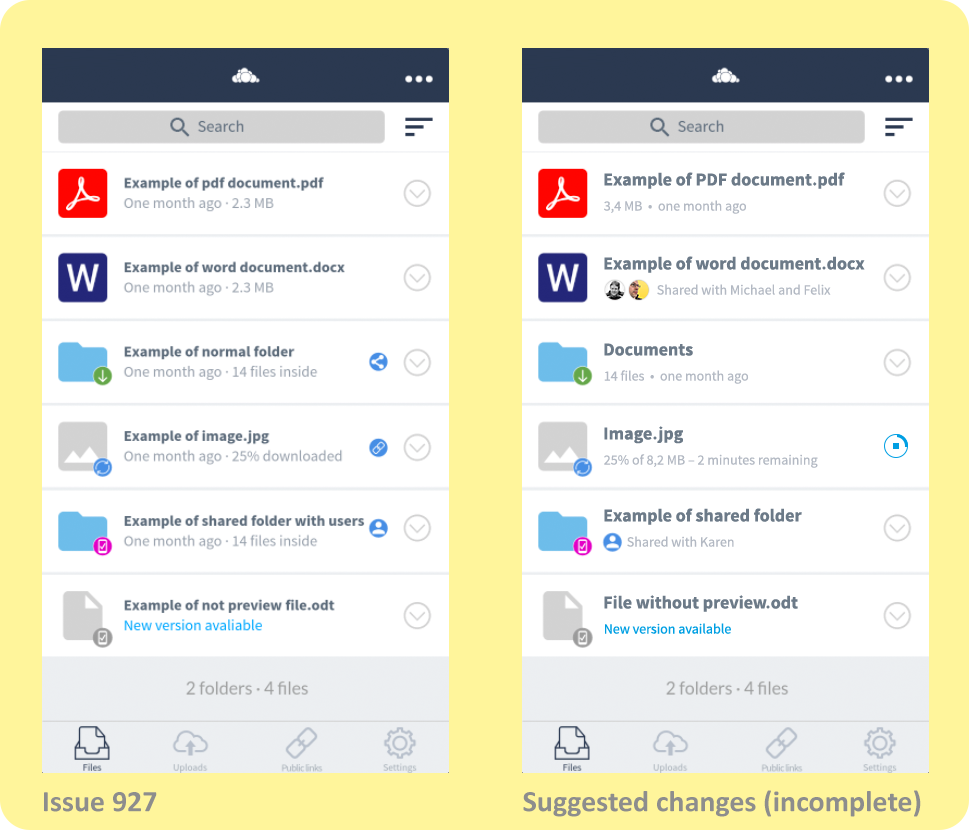 Search
Example of pdf document.pdf
One month ago · 2.3 MB
W
Example of word document.docx
One month ago · 2.3 MB
Example of normal folder
One month ago · 14 files inside
Example of image.jpg
One month ago · 25% downloaded
Example of shared folder with users
One month ago · 14 files inside
Example of not preview file.odt
New version avaliable
2 folders · 4 files
Files
Uploads
Public links
Settings
Issue 927
Search
Example of PDF document.pdf
3,4 MB • one month ago
W
Example of word document.docx
Shared with Michael and Felix
Documents
14 files • one month ago
Image.jpg
25% of 8,2 MB – 2 minutes remaining
Example of shared folder
Shared with Karen
File without preview.odt
New version available
2 folders · 4 files
Files
Uploads
Public links
Settings
Suggested changes (incomplete)